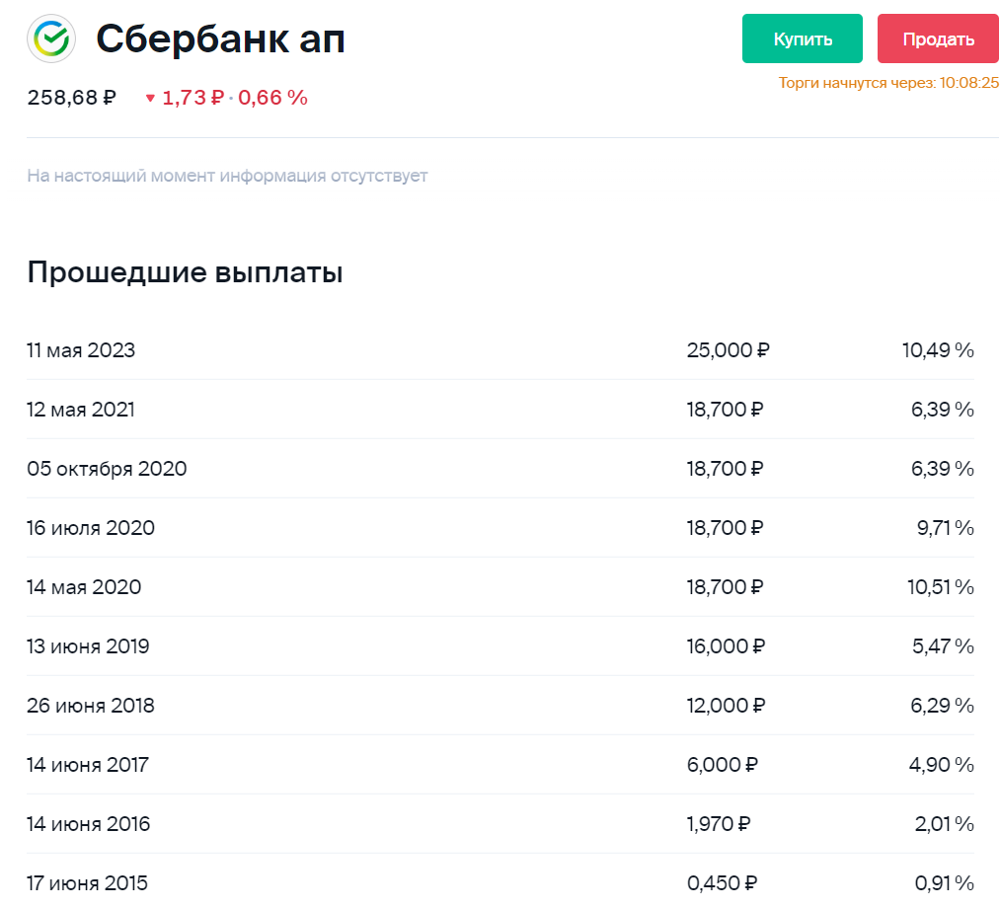 Сбербанк ап
Купить
Продать
258,68 ₽ 1,73 ₽ · 0,66 %
Торги начнутся через: 10:08:25
На настоящий момент информация отсутствует
Прошедшие выплаты
11 мая 2023 25,000 ₽ 10,49 %
12 мая 2021 18,700 ₽ 6,39 %
05 октября 2020 18,700 ₽ 6,39 %
16 июля 2020 18,700 ₽ 9,71 %
14 мая 2020 18,700 ₽ 10,51 %
13 июня 2019 16,000 ₽ 5,47 %
26 июня 2018 12,000 ₽ 6,29 %
14 июня 2017 6,000 ₽ 4,90 %
14 июня 2016 1,970 ₽ 2,01 %
17 июня 2015 0,450 ₽ 0,91 %